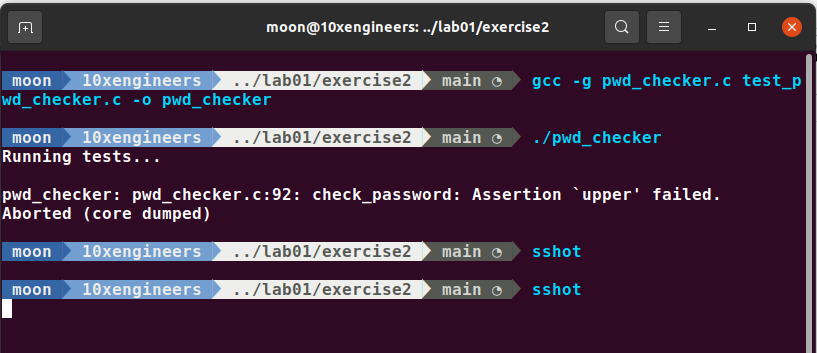 moon@10xengineers: ../lab01/exercise2
moon 10xengineers ../lab01/exercise2 main ◔ gcc -g pwd_checker.c test_p
wd_checker.c -o pwd_checker
moon 10xengineers ../lab01/exercise2 main ◔ ./pwd_checker
Running tests...
pwd_checker: pwd_checker.c:92: check_password: Assertion `upper' failed.
Aborted (core dumped)
moon 10xengineers ../lab01/exercise2 main ◔ sshot
moon 10xengineers ../lab01/exercise2 main ◔ sshot